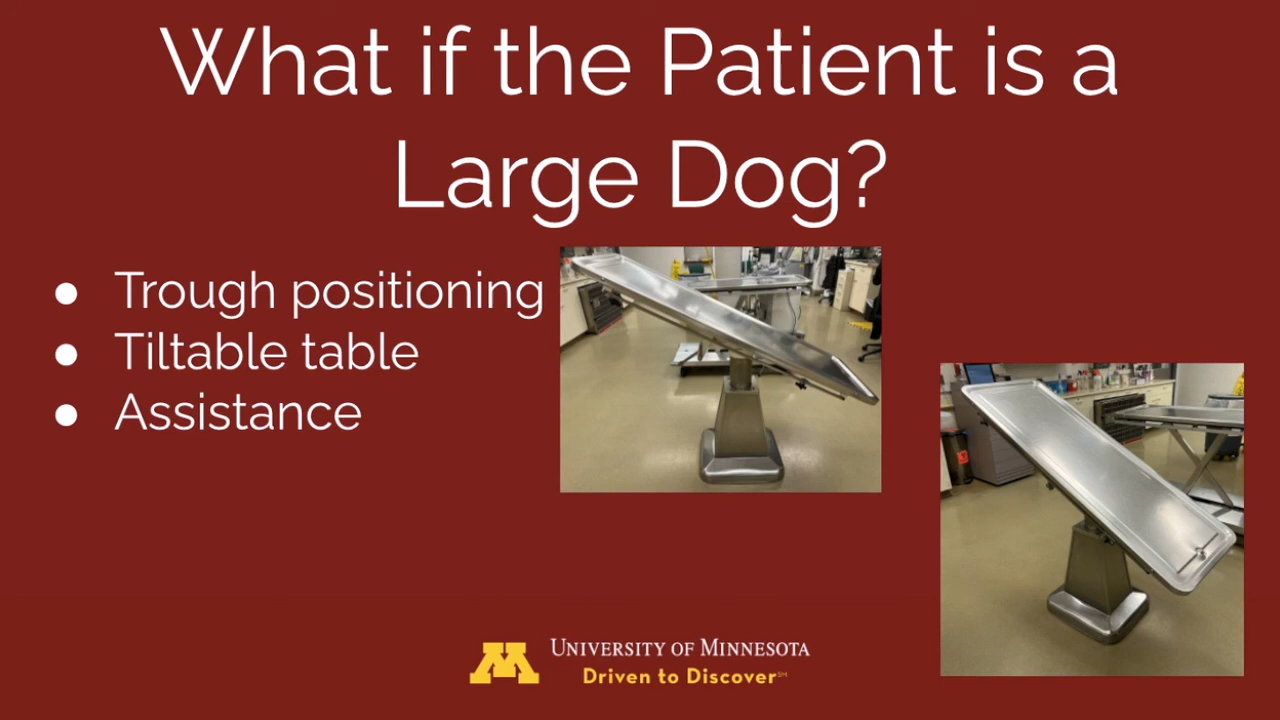 What if the Patient is a
Large Dog?
● Trough positioning
● Tiltable table
● Assistance
M
UNIVERSITY OF MINNESOTA
Driven to Discover℠